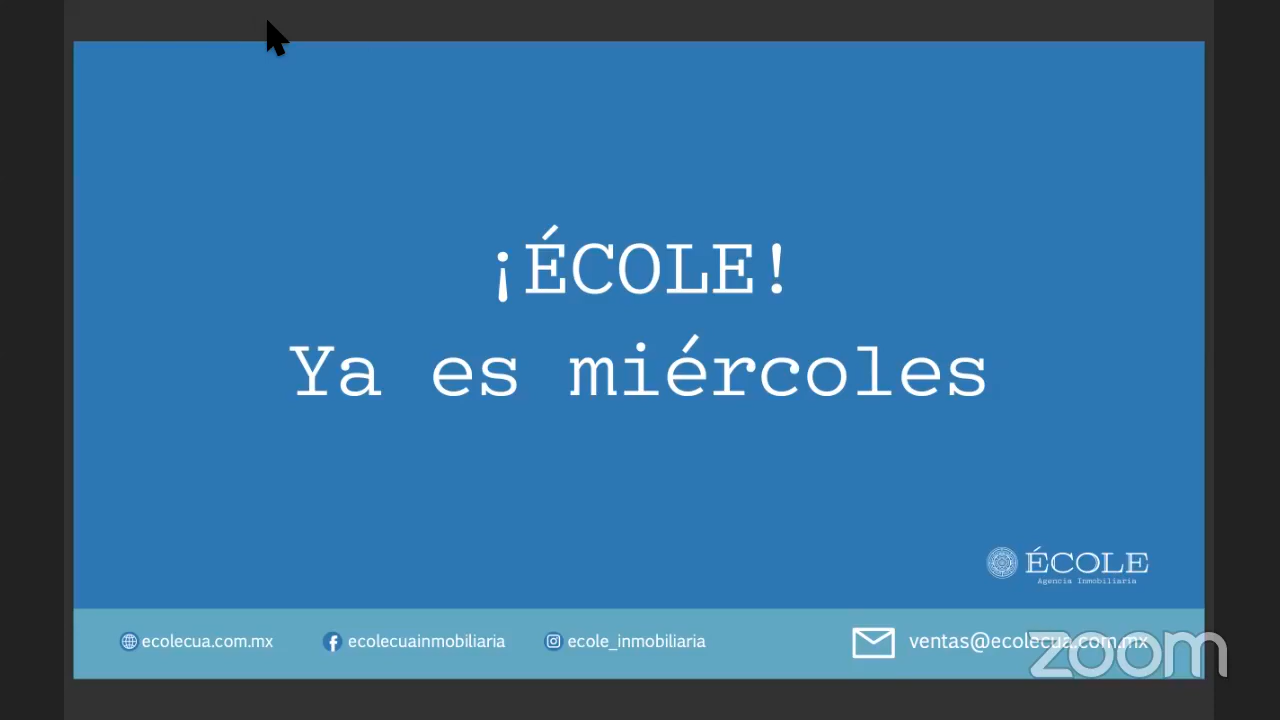 ¡ÉCOLE!
Ya es miércoles
ÉCOLE
Agencia Inmobiliaria
ecolecua.com.mx ecolecuainmobiliaria ecole_inmobiliaria ventas@ecolecua.com.mx
zoom